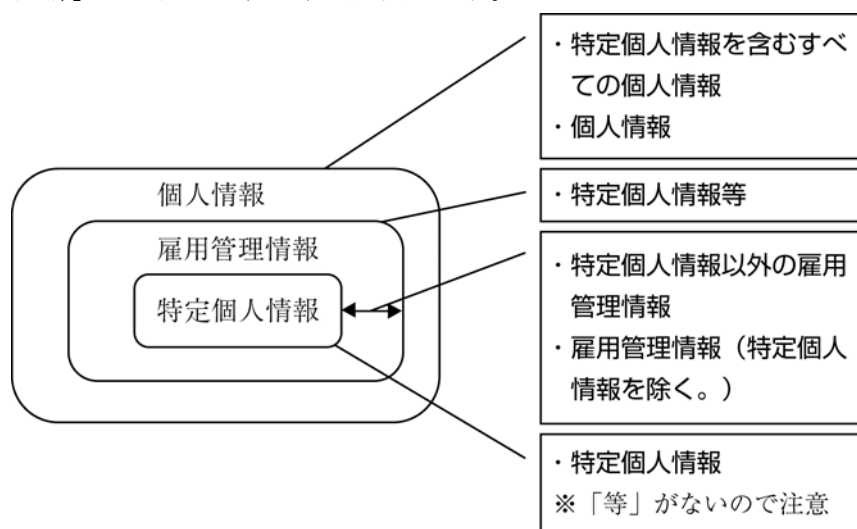 個人情報
雇用管理情報
特定個人情報
・特定個人情報を含むすべ
ての個人情報
・個人情報
・特定個人情報等
・特定個人情報以外の雇用
管理情報
・雇用管理情報（特定個人
情報を除く。）
・特定個人情報
※「等」がないので注意